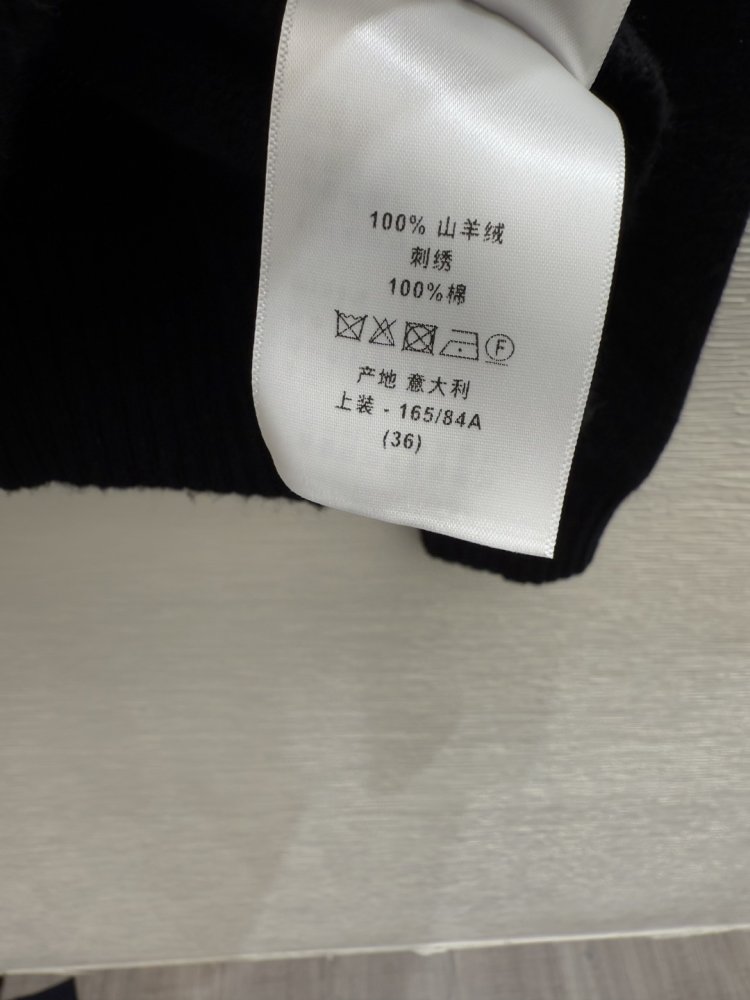 100% 山羊绒
刺绣
100%棉
F
产地 意大利
上装 - 165/84A
(36)